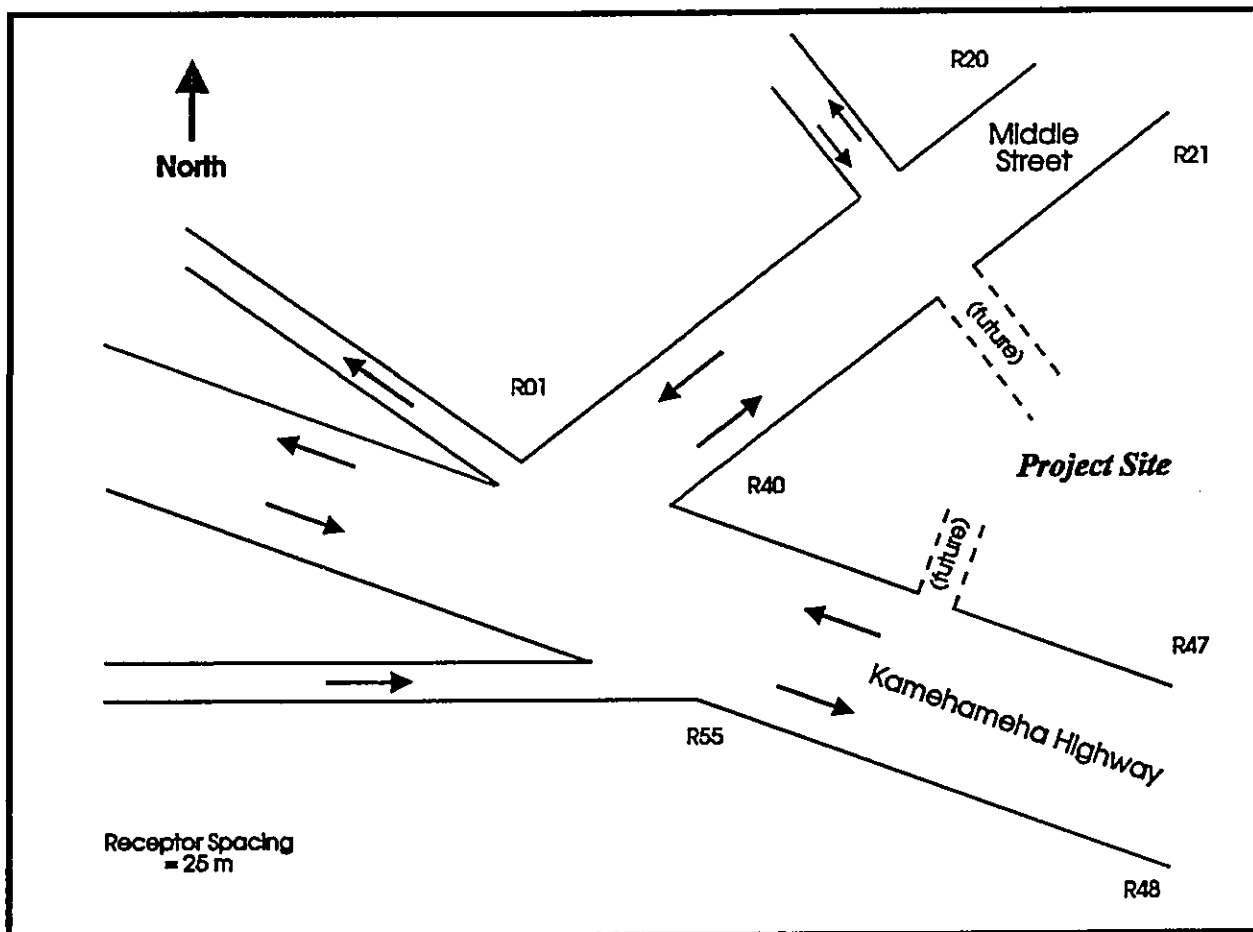 R20
Middle
Street
R21
North
(future)
R01
Project Site
R40
(future)
R47
Kamehameha Highway
R55
Receptor Spacing
= 25 m
R48